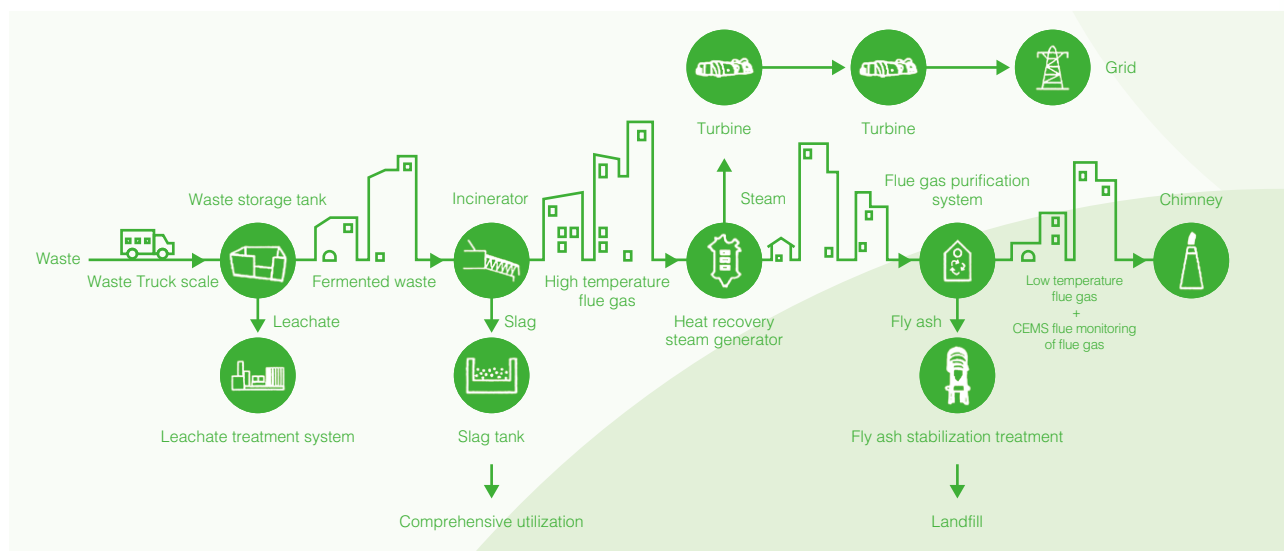 Grid
Turbine
Turbine
Waste storage tank
Incinerator
Steam
Flue gas purification
system
Chimney
Waste
Waste Truck scale
Fermented waste
High temperature
flue gas
Low temperature
flue gas
+
CEMS flue monitoring
of flue gas
Leachate
Slag
Heat recovery
steam generator
Fly ash
Leachate treatment system
Slag tank
Fly ash stabilization treatment
Comprehensive utilization
Landfill